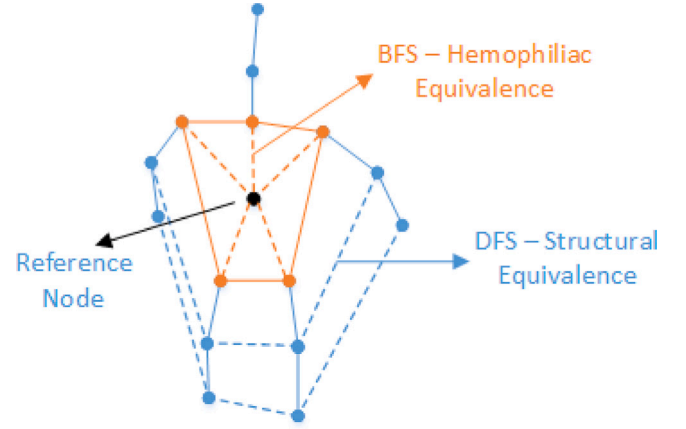 BFS – Hemophiliac
Equivalence
DFS – Structural
Equivalence
Reference
Node